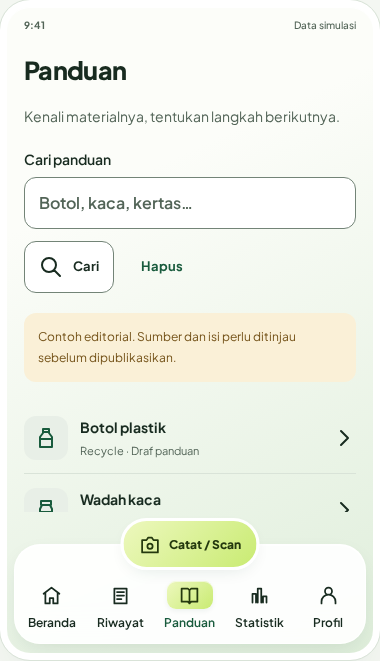 9:41
Data simulasi
Panduan
Kenali materialnya, tentukan langkah berikutnya.
Cari panduan
Botol, kaca, kertas...
Cari
Hapus
Contoh editorial. Sumber dan isi perlu ditinjau
sebelum dipublikasikan.
Botol plastik
Recycle · Draf panduan
Wadah kaca
Catat / Scan
Beranda
Riwayat
Panduan
Statistik
Profil